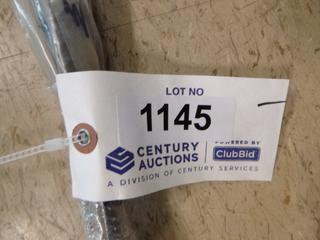 LOT NO
1145
CENTURY
AUCTIONS
POWERED BY
ClubBid
A DIVISION OF CENTURY SERVICES